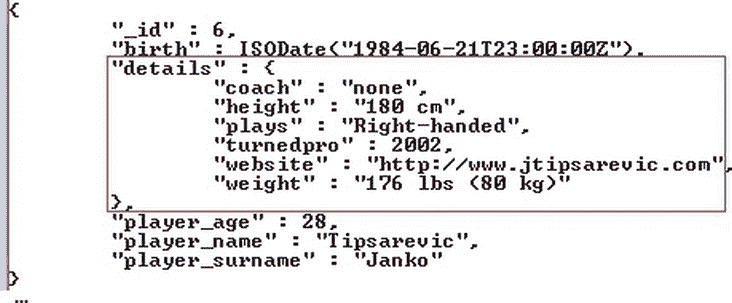 {
"_id" : 6,
"birth" : ISODate("1984-06-21T23:00:00Z"),
"details" : {
"coach" : "none",
"height" : "180 cm",
"plays" : "Right-handed",
"turnedpro" : 2002,
"website" : "http://www.jtipsarevic.com",
"weight" : "176 lbs (80 kg)"
},
"player_age" : 28,
"player_name" : "Tipsarevic",
"player_surname" : "Janko"
}
...